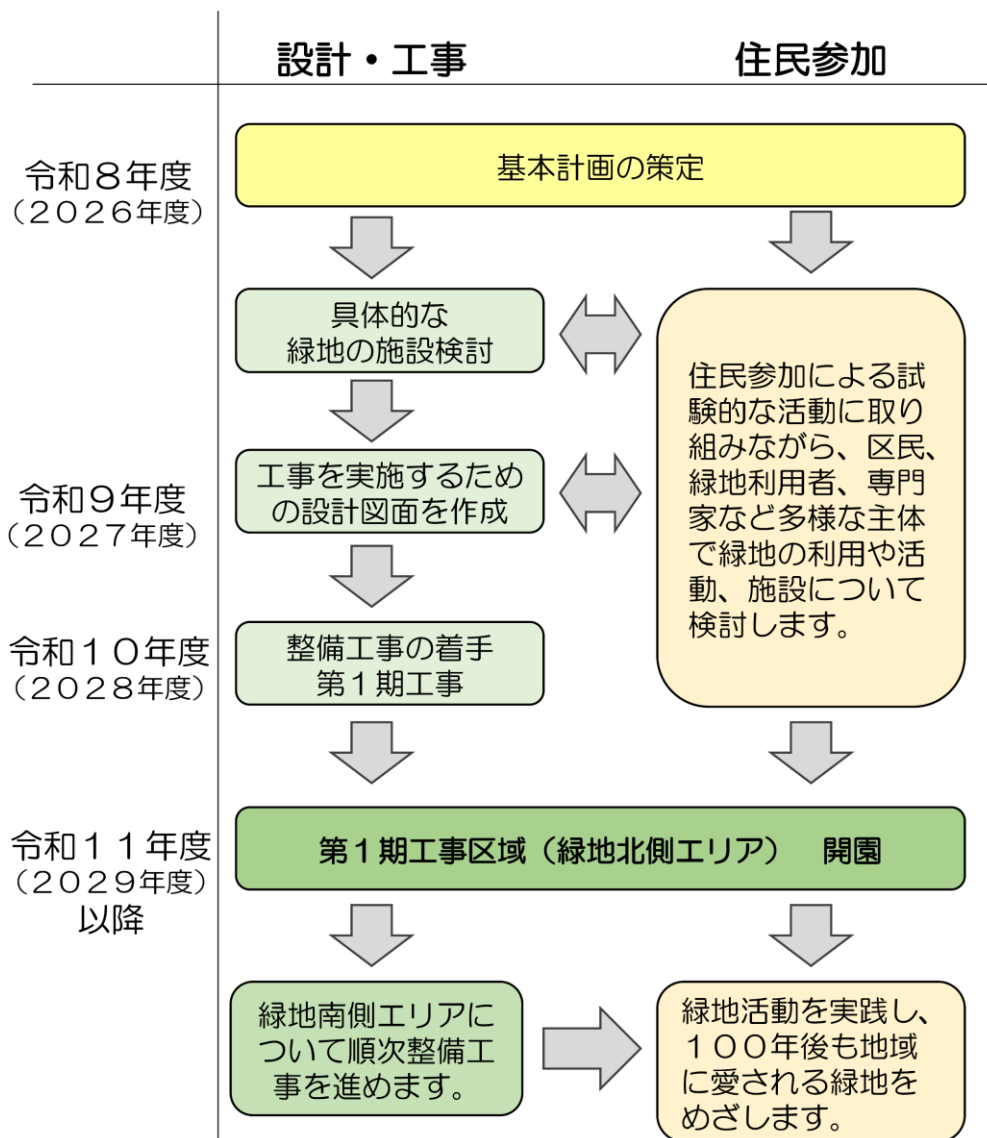 設計・工事
住民参加
令和８年度
（２０２６年度）
基本計画の策定
具体的な
緑地の施設検討
住民参加による試
験的な活動に取り
組みながら、区民、
緑地利用者、専門
家など多様な主体
で緑地の利用や活
動、施設について
検討します。
令和９年度
（２０２７年度）
工事を実施するため
の設計図面を作成
令和１０年度
（２０２８年度）
整備工事の着手
第１期工事
令和１１年度
（２０２９年度）
以降
第１期工事区域（緑地北側エリア）　開園
緑地南側エリアに
ついて順次整備工
事を進めます。
緑地活動を実践し、
１００年後も地域
に愛される緑地を
めざします。